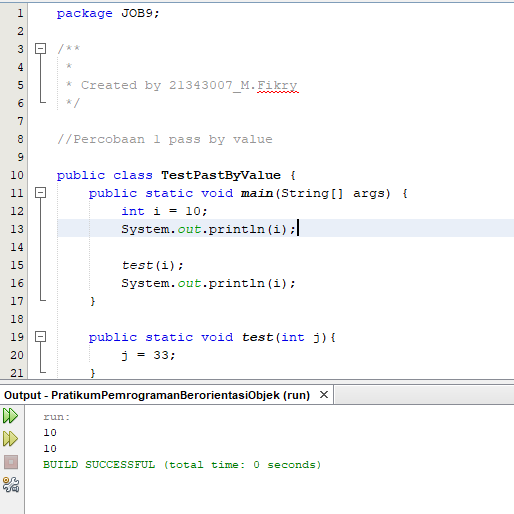 1 package JOB9;
2
3 /**
4 *
5 * Created by 21343007_M.Fikry
6 */
7
8 //Percobaan 1 pass by value
9
10 public class TestPastByValue {
11 public static void main(String[] args) {
12 int i = 10;
13 System.out.println(i);
14
15 test(i);
16 System.out.println(i);
17 }
18
19 public static void test(int j){
20 j = 33;
21 }
Output - PratikumPemrogramanBerorientasiObjek (run) ×
run:
10
10
BUILD SUCCESSFUL (total time: 0 seconds)